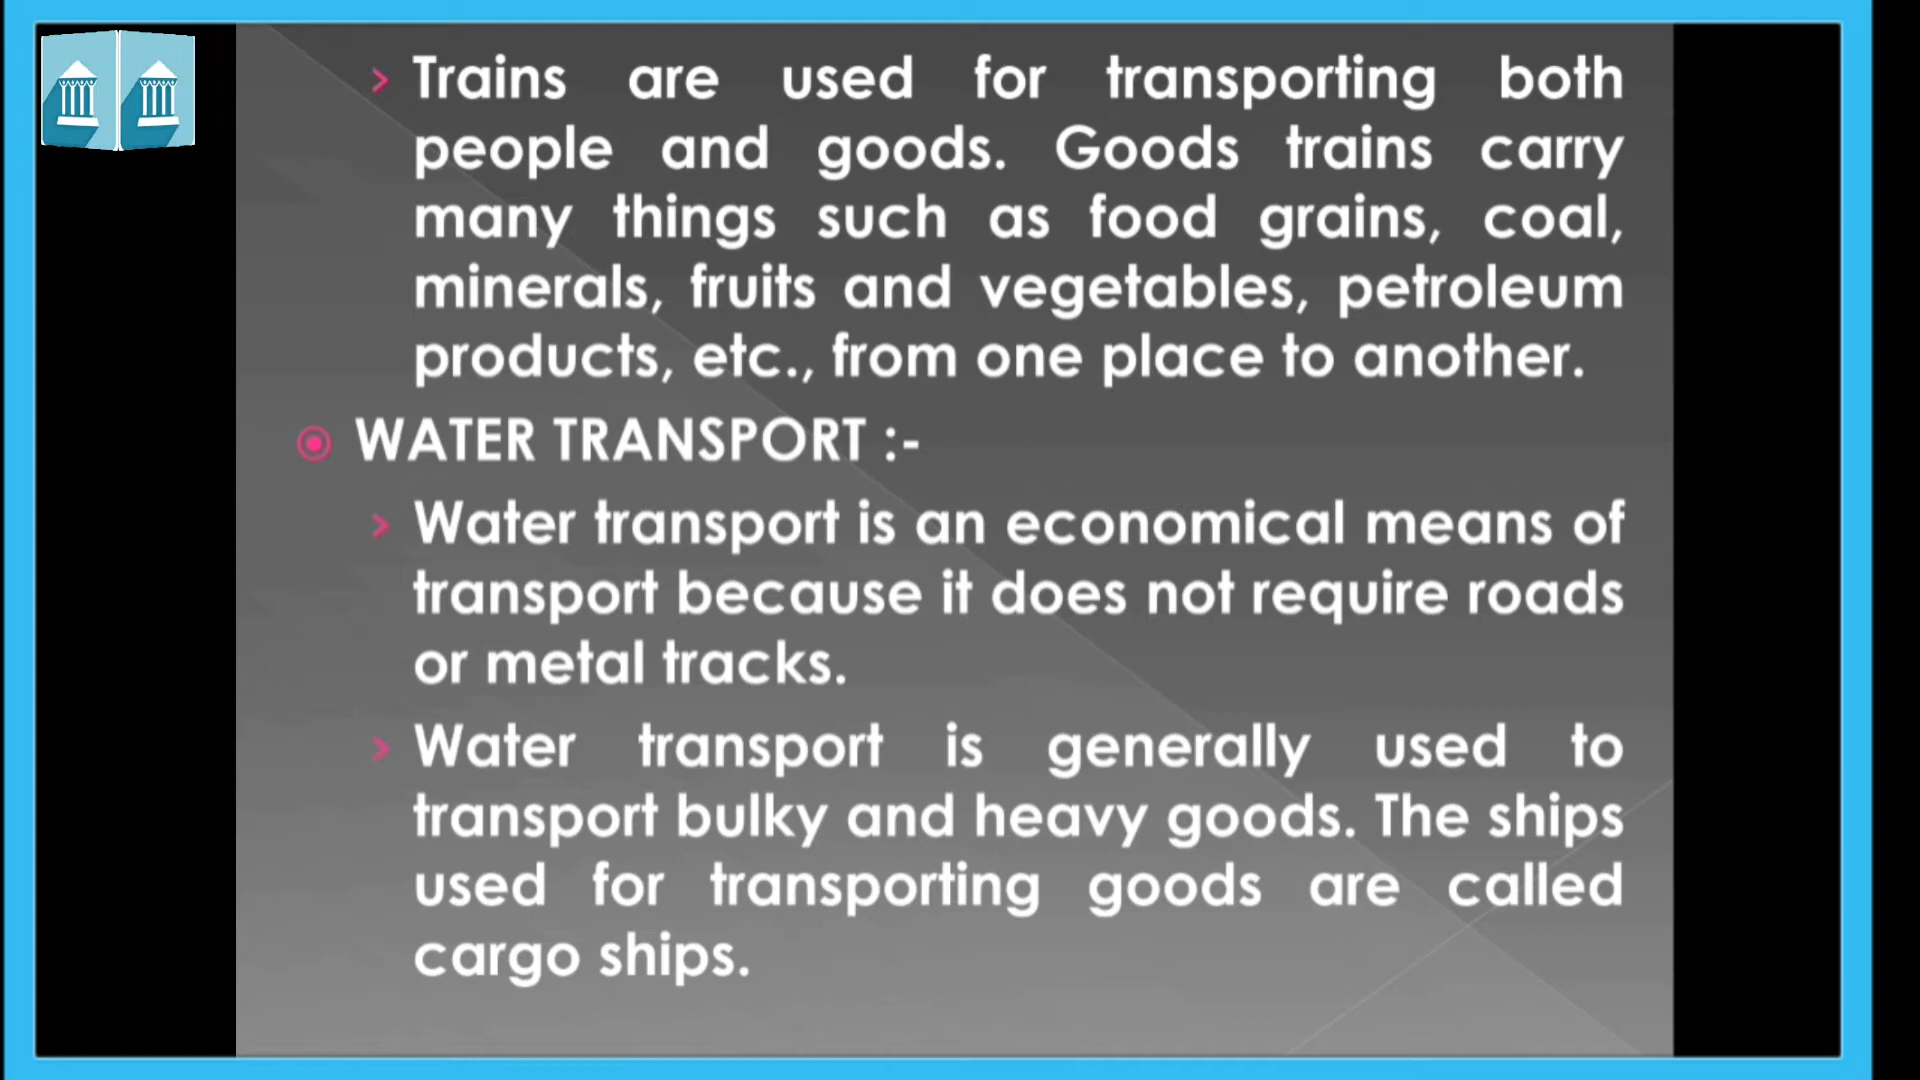 Trains are used for transporting both
people and goods. Goods trains carry
many things such as food grains, coal,
minerals, fruits and vegetables, petroleum
products, etc., from one place to another.
WATER TRANSPORT :-
Water transport is an economical means of
transport because it does not require roads
or metal tracks.
Water transport is generally used to
transport bulky and heavy goods. The ships
used for transporting goods are called
cargo ships.